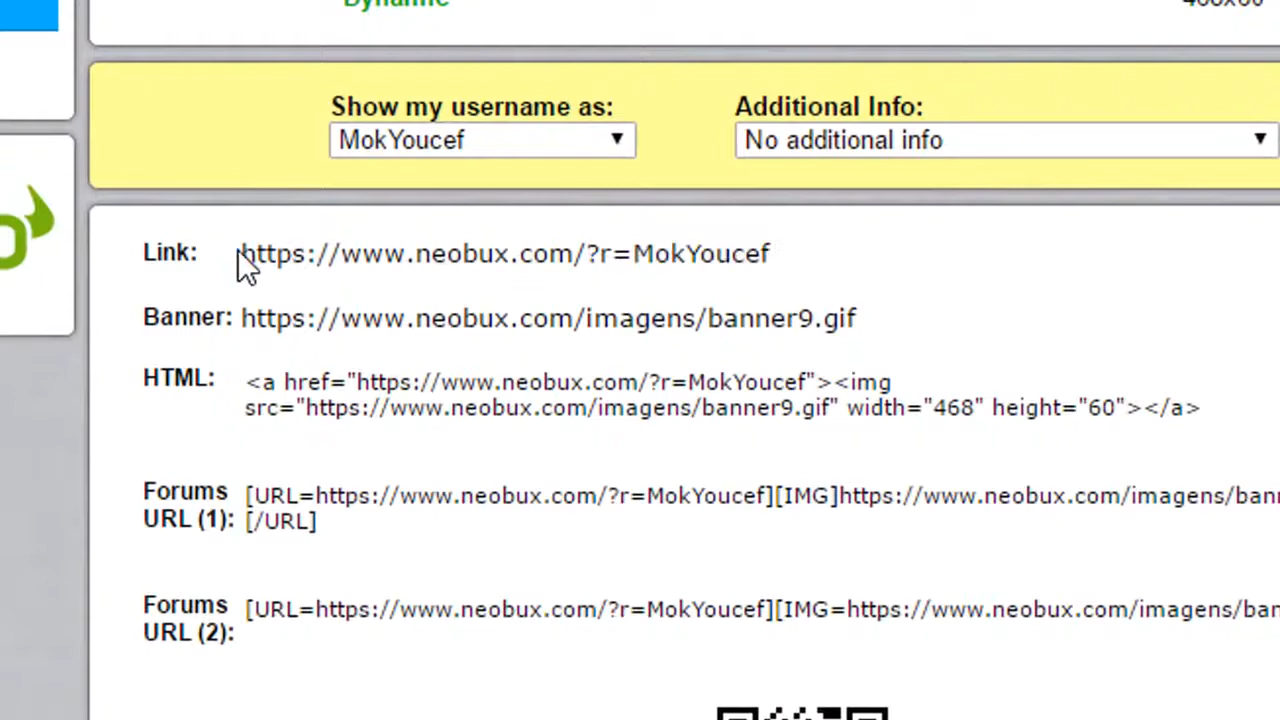 Dynamic
468x60
Show my username as: Additional Info:
MokYoucef No additional info
Link: https://www.neobux.com/?r=MokYoucef
Banner: https://www.neobux.com/imagens/banner9.gif
HTML: <a href="https://www.neobux.com/?r=MokYoucef"><img
src="https://www.neobux.com/imagens/banner9.gif" width="468" height="60"></a>
Forums [URL=https://www.neobux.com/?r=MokYoucef][IMG]https://www.neobux.com/imagens/
URL (1): [/URL]
Forums [URL=https://www.neobux.com/?r=MokYoucef][IMG=https://www.neobux.com/imagens/
URL (2):